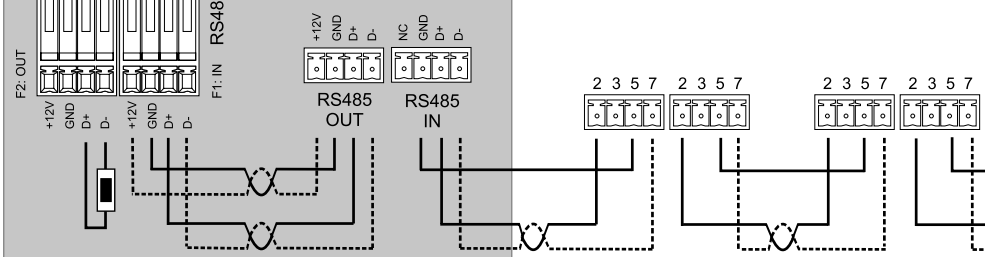 F2: OUT
F1: IN
RS48
+12V
GND
D+
D-
+12V
GND
D+
D-
+12V
GND
D+
D-
NC
GND
D+
D-
RS485
OUT
RS485
IN
2 3 5 7
2 3 5 7
2 3 5 7
2 3 5 7